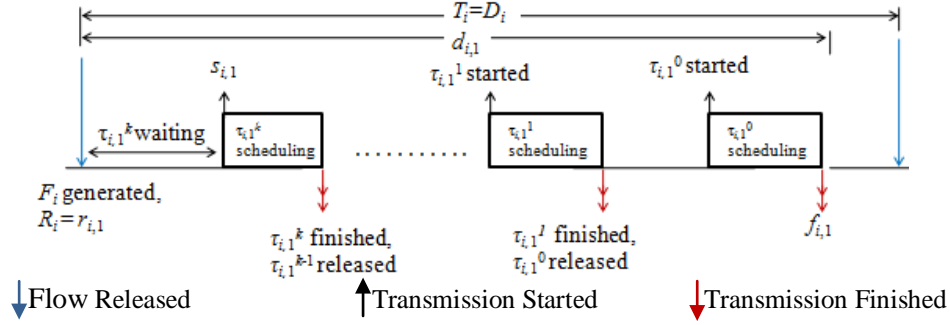 T_i=D_i
d_{i,1}
s_{i,1}
τ_{i,1}^1 started
τ_{i,1}^0 started
τ_{i,1}^k waiting
τ_{i,1}^k
scheduling
..............
τ_{i,1}^1
scheduling
τ_{i,1}^0
scheduling
F_i generated,
R_i=r_{i,1}
τ_{i,1}^k finished,
τ_{i,1}^{k-1} released
τ_{i,1}^1 finished,
τ_{i,1}^0 released
f_{i,1}
Flow Released
Transmission Started
Transmission Finished